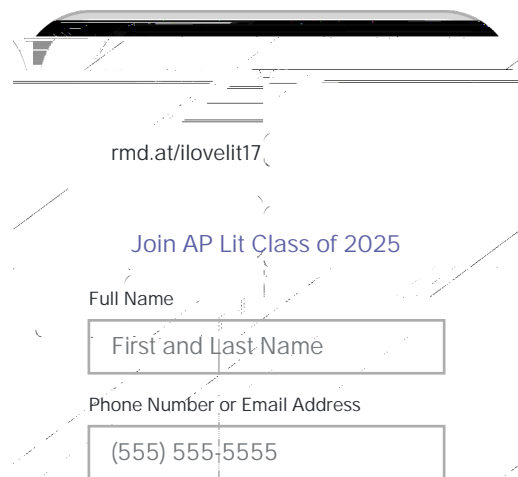 rmd.at/ilovelit17
Join AP Lit Class of 2025
Full Name
First and Last Name
Phone Number or Email Address
(555) 555-5555